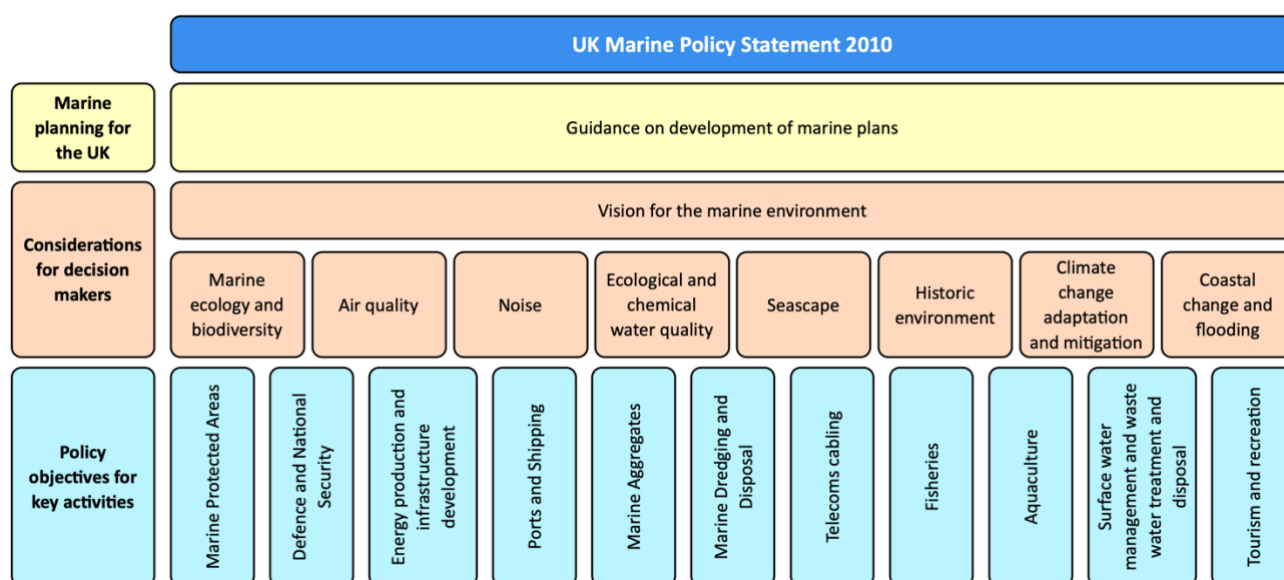 UK Marine Policy Statement 2010
Marine
planning for
the UK
Guidance on development of marine plans
Considerations
for decision
makers
Vision for the marine environment
Marine
ecology and
biodiversity
Air quality
Noise
Ecological and
chemical
water quality
Seascape
Historic
environment
Climate
change
adaptation
and mitigation
Coastal
change and
flooding
Policy
objectives for
key activities
Marine Protected Areas
Defence and National
Security
Energy production and
infrastructure
development
Ports and Shipping
Marine Aggregates
Marine Dredging and
Disposal
Telecoms cabling
Fisheries
Aquaculture
Surface water
management and waste
water treatment and
disposal
Tourism and recreation